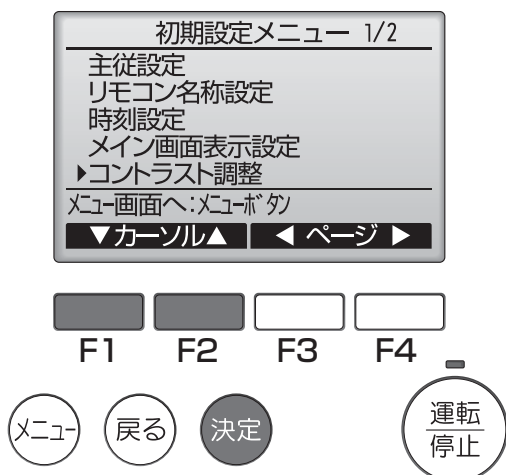 初期設定メニュー 1/2
主従設定
リモコン名称設定
時刻設定
メイン画面表示設定
▶コントラスト調整
メニュー画面へ:メニューボタン
▼カーソル▲ ◀ ページ ▶
F1 F2 F3 F4
メニュー 戻る 決定
運転
停止